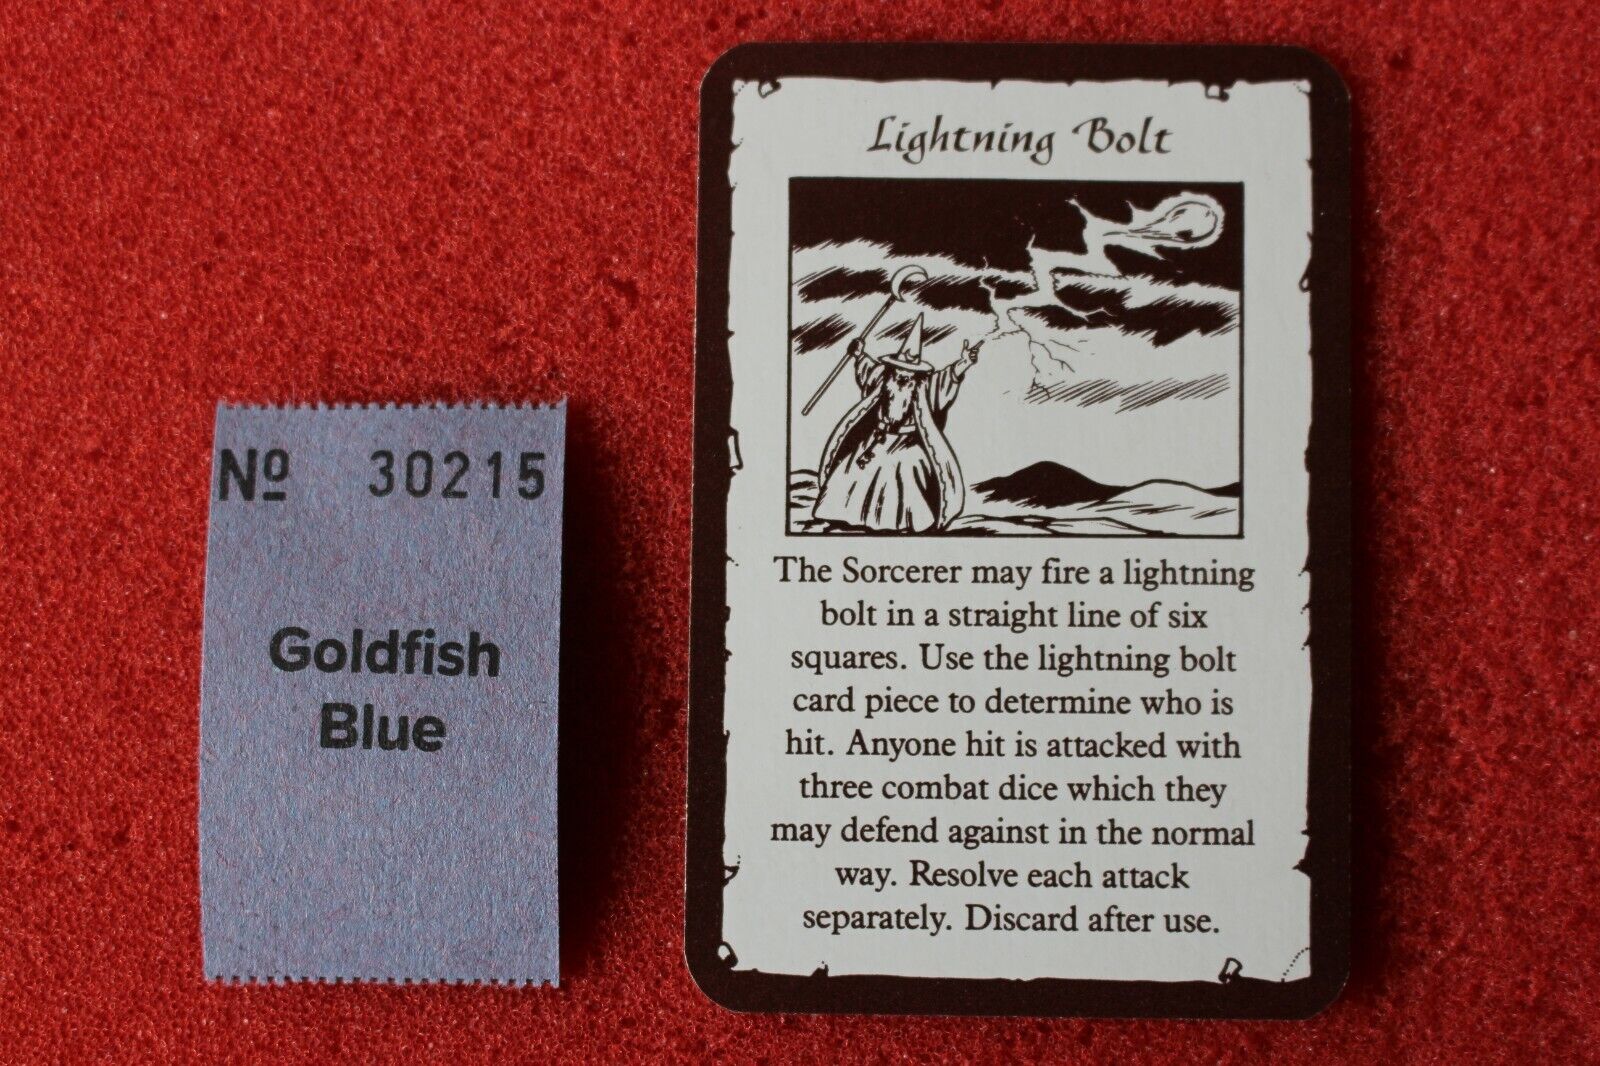 Nº 30215
Goldfish
Blue
Lightning Bolt
The Sorcerer may fire a lightning
bolt in a straight line of six
squares. Use the lightning bolt
card piece to determine who is
hit. Anyone hit is attacked with
three combat dice which they
may defend against in the normal
way. Resolve each attack
separately. Discard after use.